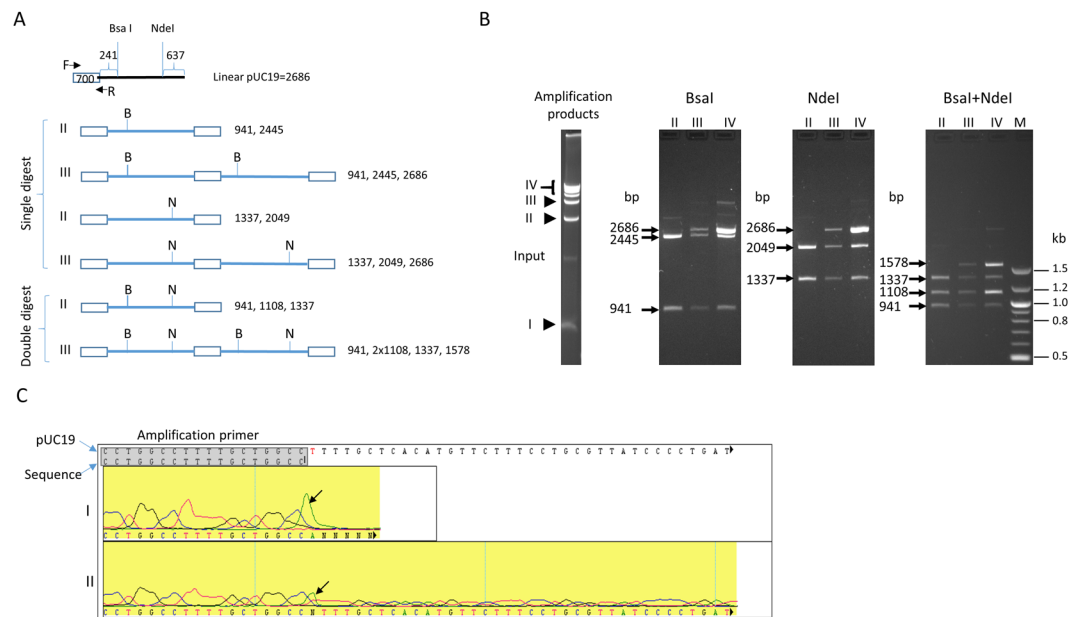 A
Bsa I NdeI
241 637
F
700
R
Linear pUC19=2686
Single digest
II
B
941, 2445
III
B B
941, 2445, 2686
II
N
1337, 2049
III
N N
1337, 2049, 2686
Double digest
II
B N
941, 1108, 1337
III
B N B N
941, 2x1108, 1337, 1578
B
Amplification
products
IV
III
II
Input
I
BsaI
II III IV
bp
2686
2445
941
NdeI
II III IV
bp
2686
2049
1337
BsaI+NdeI
II III IV M
bp
kb
1578
1337
1108
941
1.5
1.2
1.0
0.8
0.5
C
pUC19
Amplification primer
Sequence
C C T G G C C T T T T G C T G G C C T T T T G C T C A C A T G T T C T T T C C T G C G T T A T C C C C T G A T
C C T G G C C T T T T G C T G G C C
I
C C T G G C C T T T T G C T G G C C A N N N N N
II
C C T G G C C T T T T G C T G G C C N T T T G C T C A C A T G T T C T T T C C T G C G T T A T C C C C T G A T